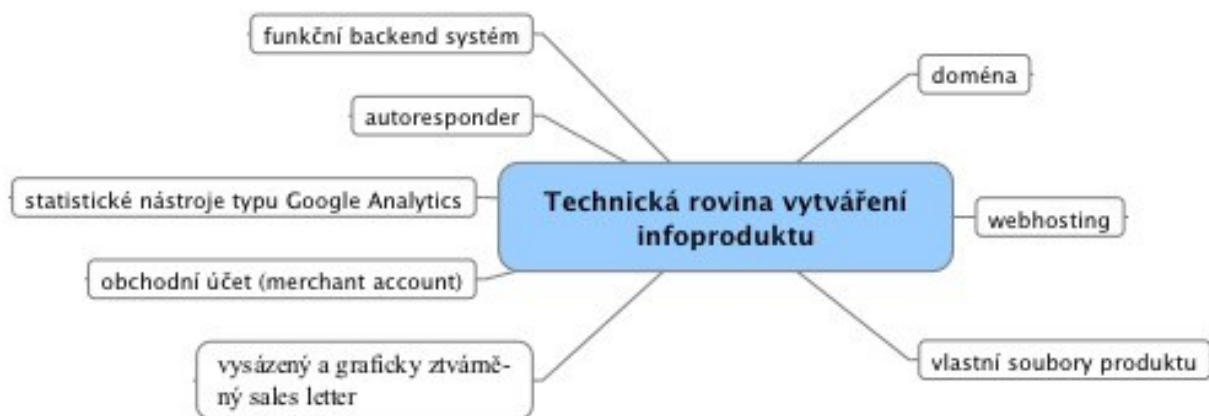 funkční backend systém
doména
autoresponder
statistické nástroje typu Google Analytics
Technická rovina vytváření
infoproduktu
webhosting
obchodní účet (merchant account)
vysázený a graficky ztvárně-
ný sales letter
vlastní soubory produktu